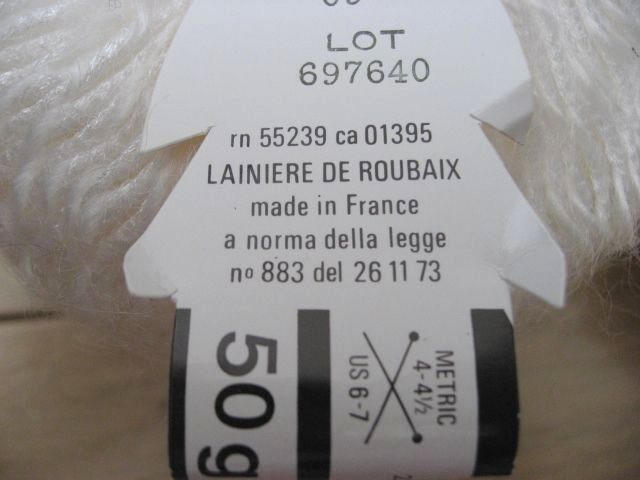 LOT
697640
rn 55239 ca 01395
LAINIERE DE ROUBAIX
made in France
a norma della legge
nº 883 del 26 11 73
50 g
METRIC
4-4½
US 6-7